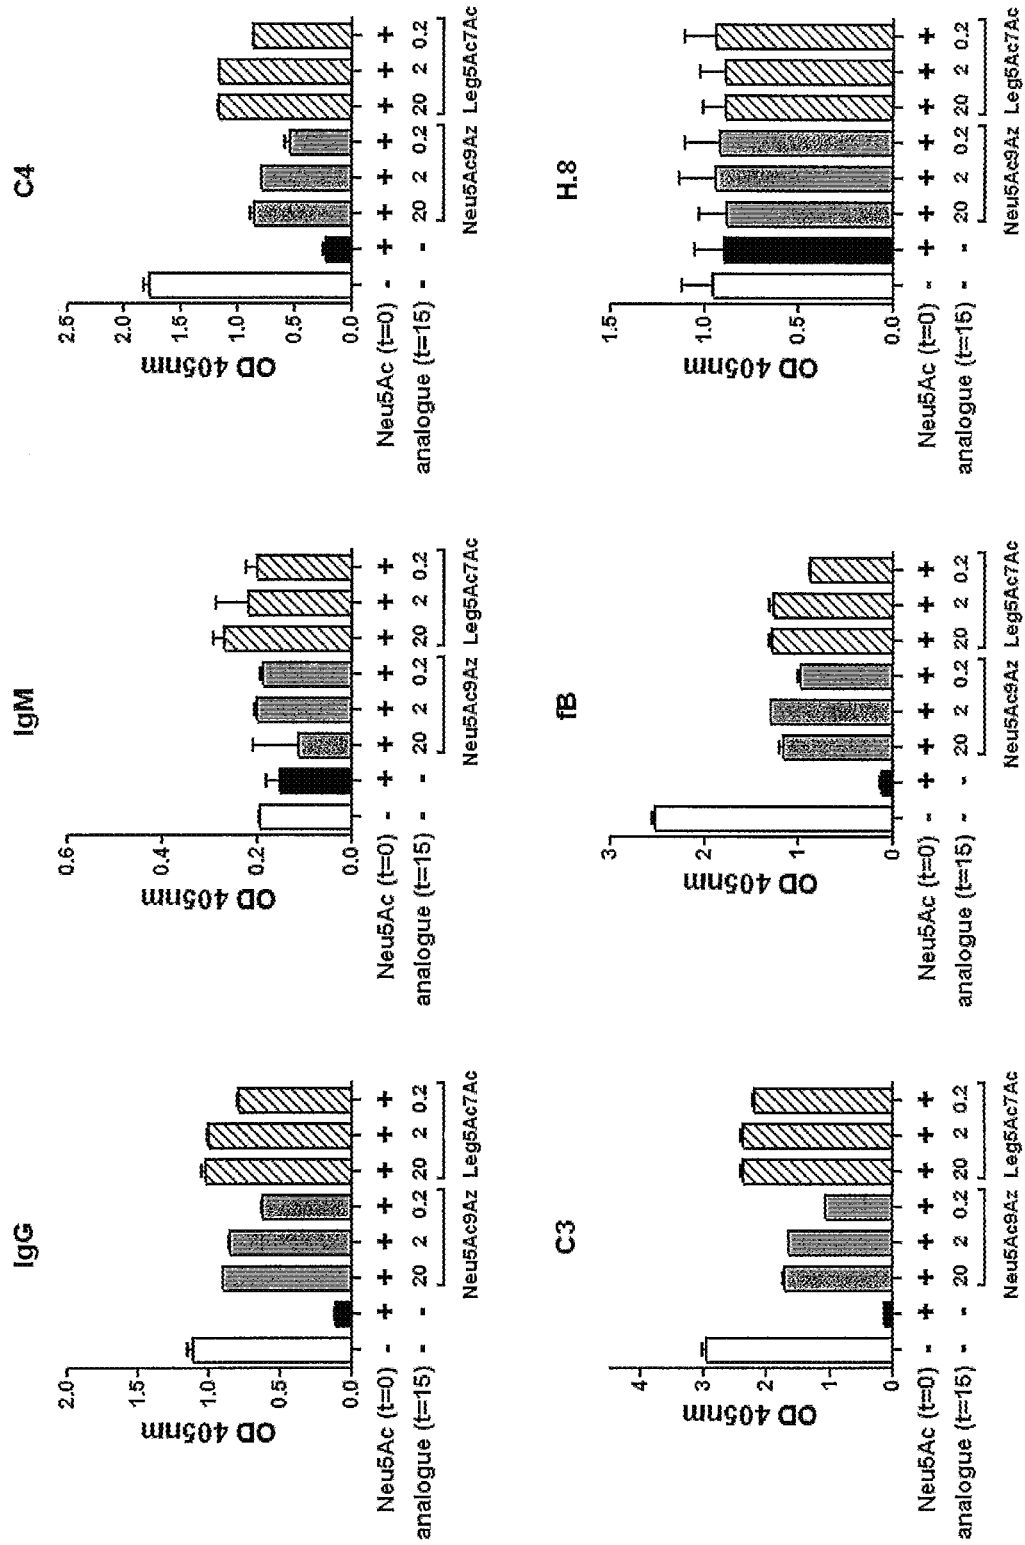 IgG
OD 405nm
2.0
1.5
1.0
0.5
0.0
Neu5Ac (t=0) - + + + + + + +
analogue (t=15) - - 20 2 0.2 20 2 0.2
Neu5Ac9Az Leg5Ac7Ac
IgM
OD 405nm
0.6
0.4
0.2
0.0
Neu5Ac (t=0) - + + + + + + +
analogue (t=15) - - 20 2 0.2 20 2 0.2
Neu5Ac9Az Leg5Ac7Ac
C4
OD 405nm
2.5
2.0
1.5
1.0
0.5
0.0
Neu5Ac (t=0) - + + + + + + +
analogue (t=15) - - 20 2 0.2 20 2 0.2
Neu5Ac9Az Leg5Ac7Ac
C3
OD 405nm
4
3
2
1
0
Neu5Ac (t=0) - + + + + + + +
analogue (t=15) - - 20 2 0.2 20 2 0.2
Neu5Ac9Az Leg5Ac7Ac
fB
OD 405nm
3
2
1
0
Neu5Ac (t=0) - + + + + + + +
analogue (t=15) - - 20 2 0.2 20 2 0.2
Neu5Ac9Az Leg5Ac7Ac
H.8
OD 405nm
1.5
1.0
0.5
0.0
Neu5Ac (t=0) - + + + + + + +
analogue (t=15) - - 20 2 0.2 20 2 0.2
Neu5Ac9Az Leg5Ac7Ac